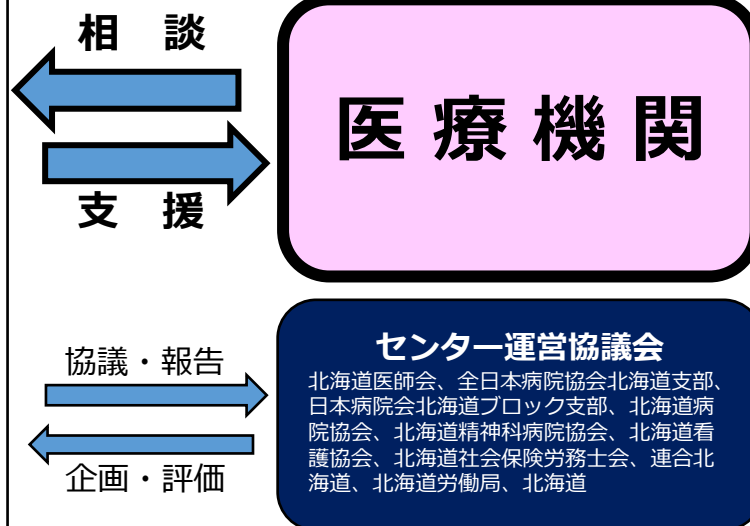 相　談
医 療 機 関
支　援
センター運営協議会
協議・報告
北海道医師会、全日本病院協会北海道支部、
日本病院会北海道ブロック支部、北海道病
院協会、北海道精神科病院協会、北海道看
護協会、北海道社会保険労務士会、連合北
海道、北海道労働局、北海道
企画・評価